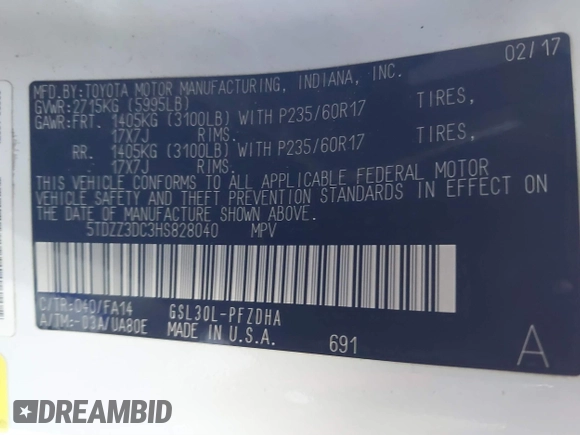 02/17
MFD.BY:TOYOTA MOTOR MANUFACTURING, INDIANA, INC.
GVWR:2715KG (5995LB)
GAWR:FRT. 1405KG (3100LB) WITH P235/60R17 TIRES,
17X7J RIMS.
RR. 1405KG (3100LB) WITH P235/60R17 TIRES,
17X7J RIMS.
THIS VEHICLE CONFORMS TO ALL APPLICABLE FEDERAL MOTOR
VEHICLE SAFETY AND THEFT PREVENTION STANDARDS IN EFFECT ON
THE DATE OF MANUFACTURE SHOWN ABOVE.
5TDZZ3DC3HS828040 MPV
C/TR:040/FA14 GSL30L-PFZDHA
A/TM:-03A/UA80E MADE IN U.S.A. 691
A
DREAMBID